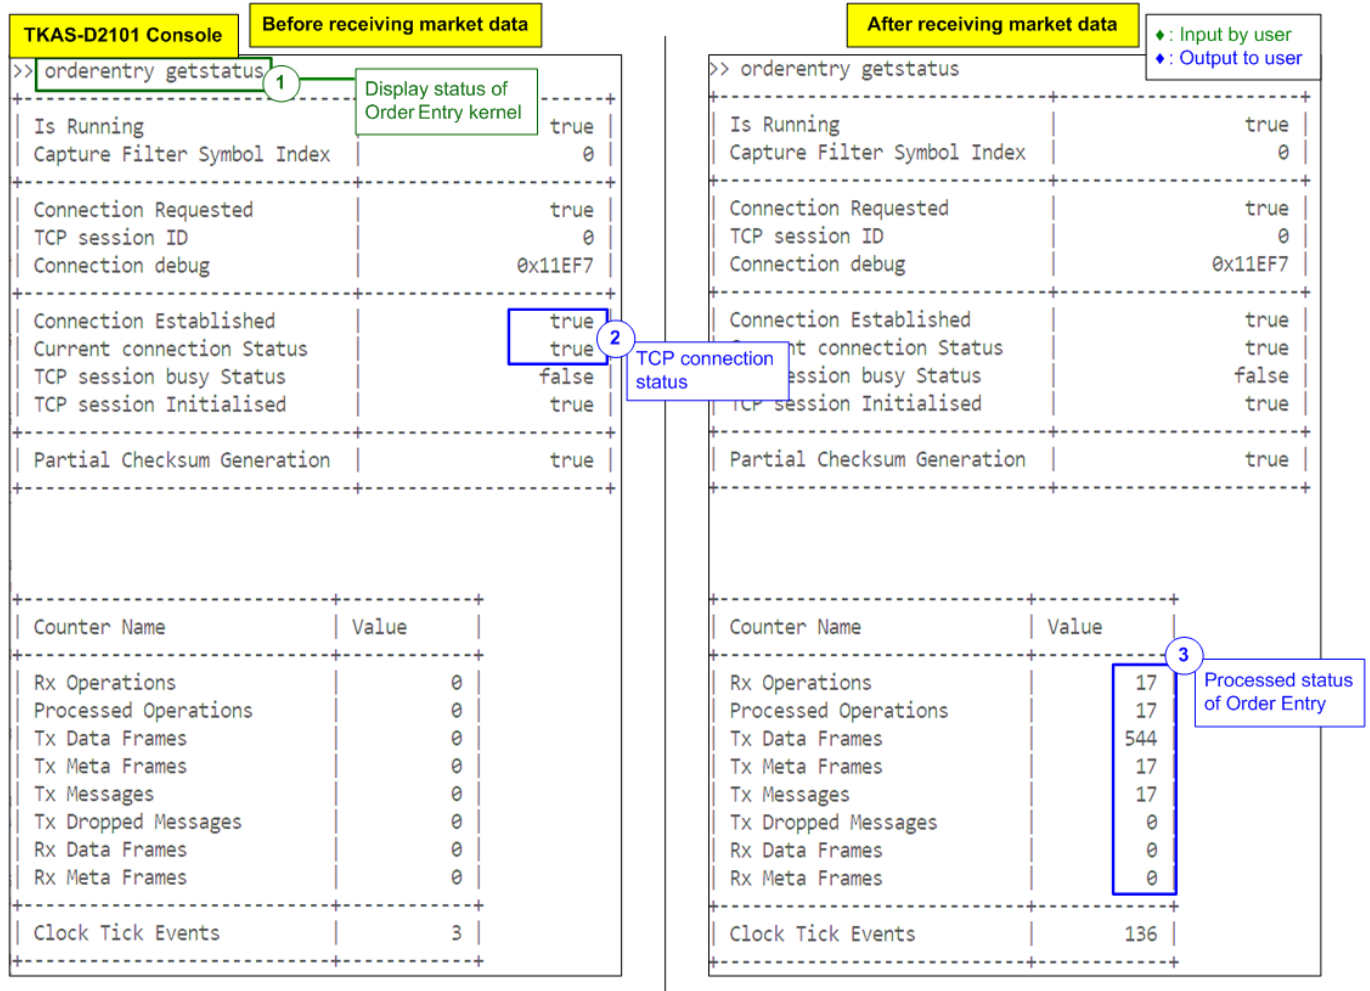 TKAS-D2101 Console
Before receiving market data
>> orderentry getstatus
1
Display status of
Order Entry kernel
Is Running true
Capture Filter Symbol Index 0
Connection Requested true
TCP session ID 0
Connection debug 0x11EF7
Connection Established true
Current connection Status true
TCP session busy Status false
TCP session Initialised true
2
TCP connection
status
Partial Checksum Generation true
Counter Name Value
Rx Operations 0
Processed Operations 0
Tx Data Frames 0
Tx Meta Frames 0
Tx Messages 0
Tx Dropped Messages 0
Rx Data Frames 0
Rx Meta Frames 0
Clock Tick Events 3
After receiving market data
♦ : Input by user
♦ : Output to user
>> orderentry getstatus
Is Running true
Capture Filter Symbol Index 0
Connection Requested true
TCP session ID 0
Connection debug 0x11EF7
Connection Established true
connection Status true
session busy Status false
TCP session Initialised true
Partial Checksum Generation true
Counter Name Value
3
Processed status
of Order Entry
Rx Operations 17
Processed Operations 17
Tx Data Frames 544
Tx Meta Frames 17
Tx Messages 17
Tx Dropped Messages 0
Rx Data Frames 0
Rx Meta Frames 0
Clock Tick Events 136